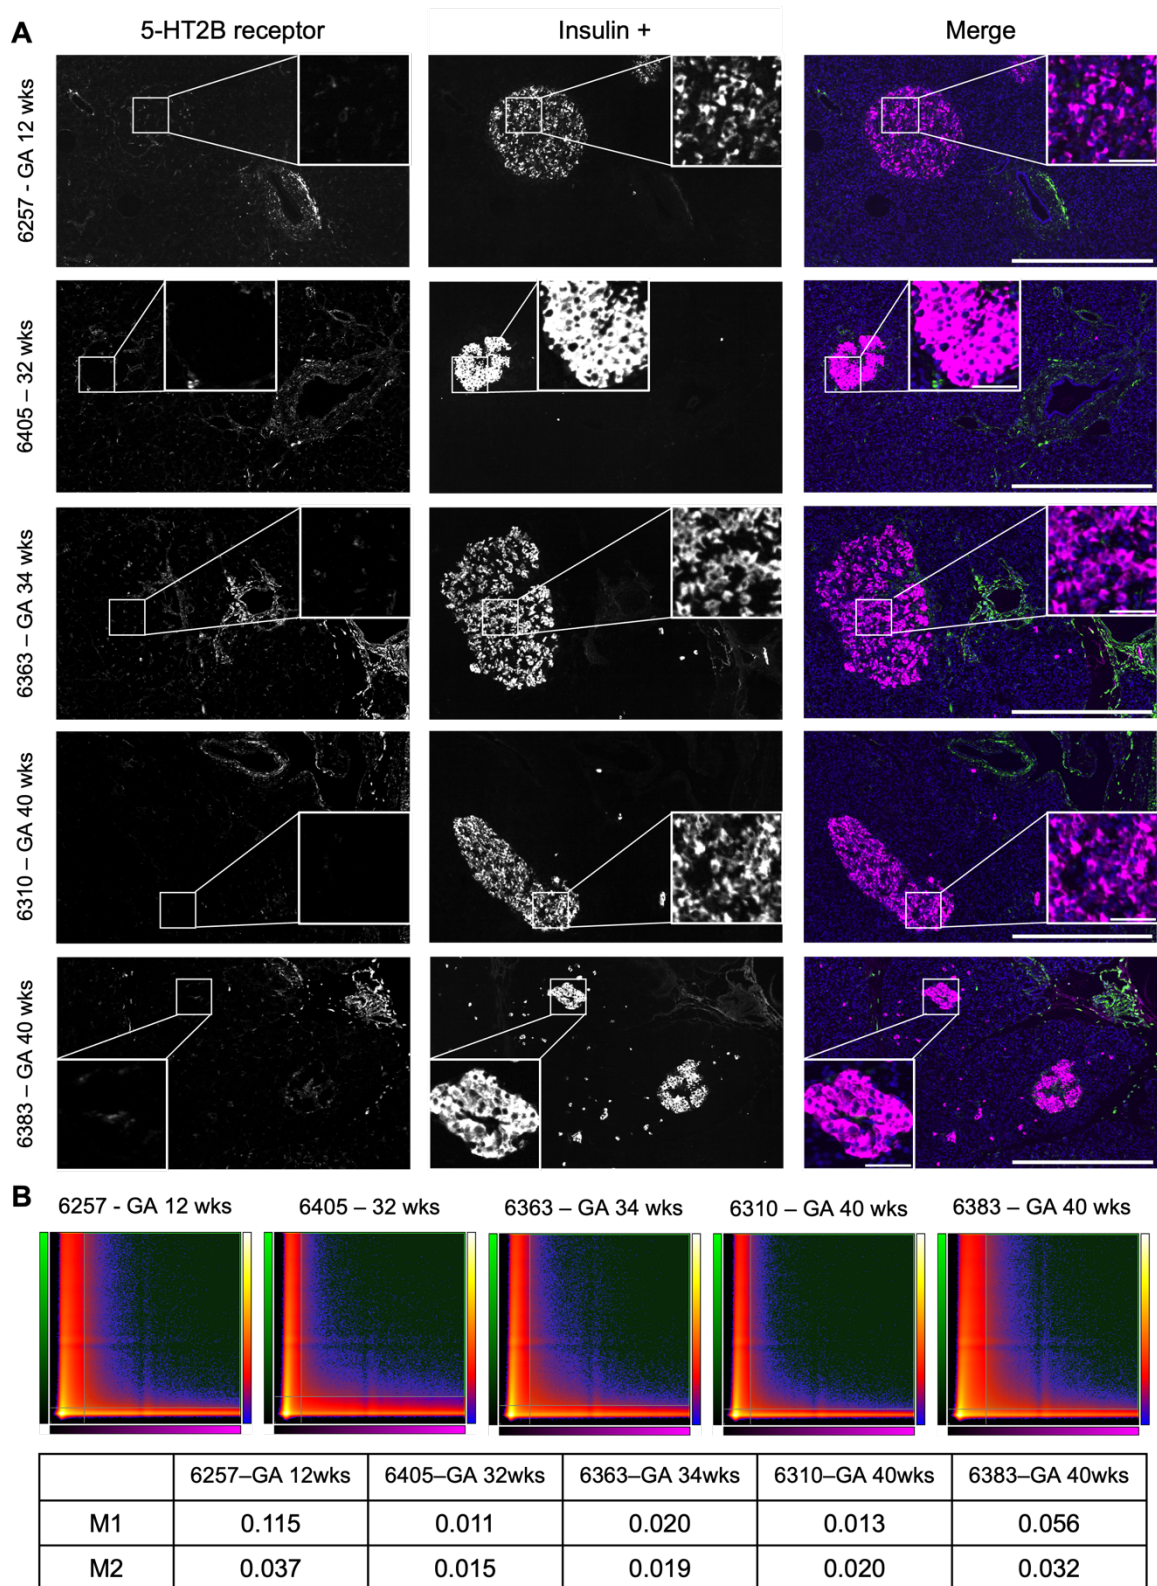 A
5-HT2B receptor
Insulin +
Merge
6257 - GA 12 wks
6405 – 32 wks
6363 – GA 34 wks
6310 – GA 40 wks
6383 – GA 40 wks
B
6257 - GA 12 wks
6405 – 32 wks
6363 – GA 34 wks
6310 – GA 40 wks
6383 – GA 40 wks
6257–GA 12wks 6405–GA 32wks 6363–GA 34wks 6310–GA 40wks 6383–GA 40wks
M1 0.115 0.011 0.020 0.013 0.056
M2 0.037 0.015 0.019 0.020 0.032